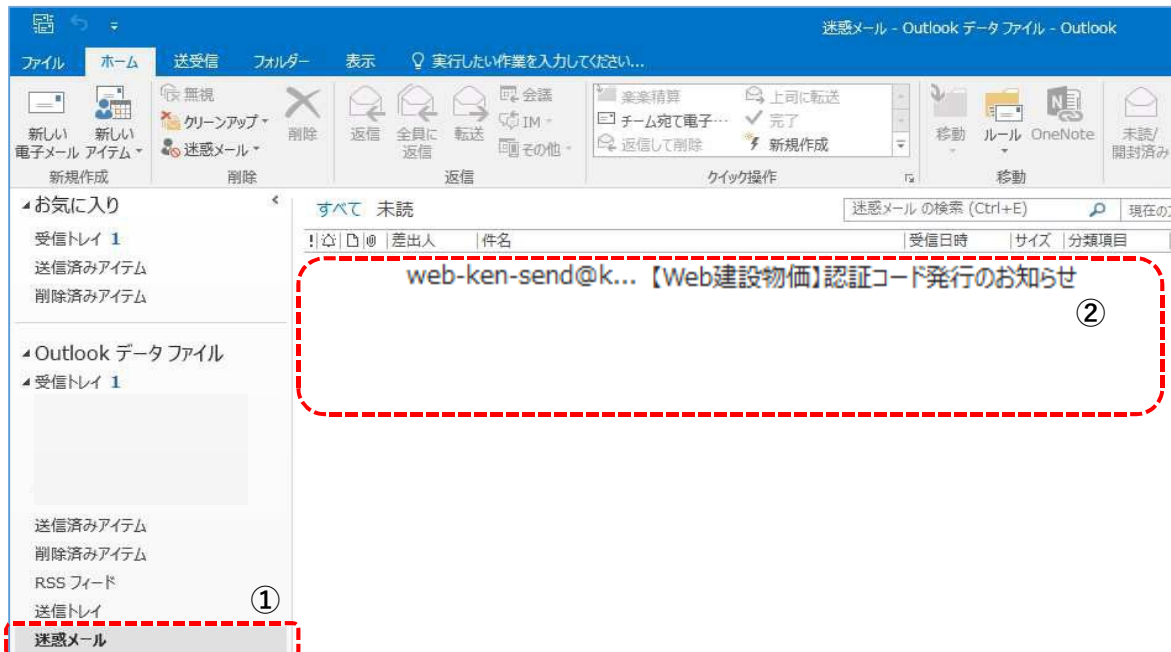 迷惑メール - Outlook データ ファイル - Outlook
ファイル ホーム 送受信 フォルダー 表示 実行したい作業を入力してください...
新しい 電子メール
新しい アイテム
無視
クリーンアップ
迷惑メール
削除
返信
全員に 返信
転送
会議
IM
その他
楽楽精算
チーム宛て電子…
返信して削除
上司に転送
完了
新規作成
移動
ルール
OneNote
未読/ 開封済み
新規作成 削除 返信 クイック操作 移動
お気に入り
受信トレイ 1
送信済みアイテム
削除済みアイテム
Outlook データ ファイル
受信トレイ 1
送信済みアイテム
削除済みアイテム
RSS フィード
送信トレイ
①
迷惑メール
すべて 未読
迷惑メール の検索 (Ctrl+E)
現在の
! 差出人 件名 受信日時 サイズ 分類項目
web-ken-send@k... 【Web建設物価】認証コード発行のお知らせ
②